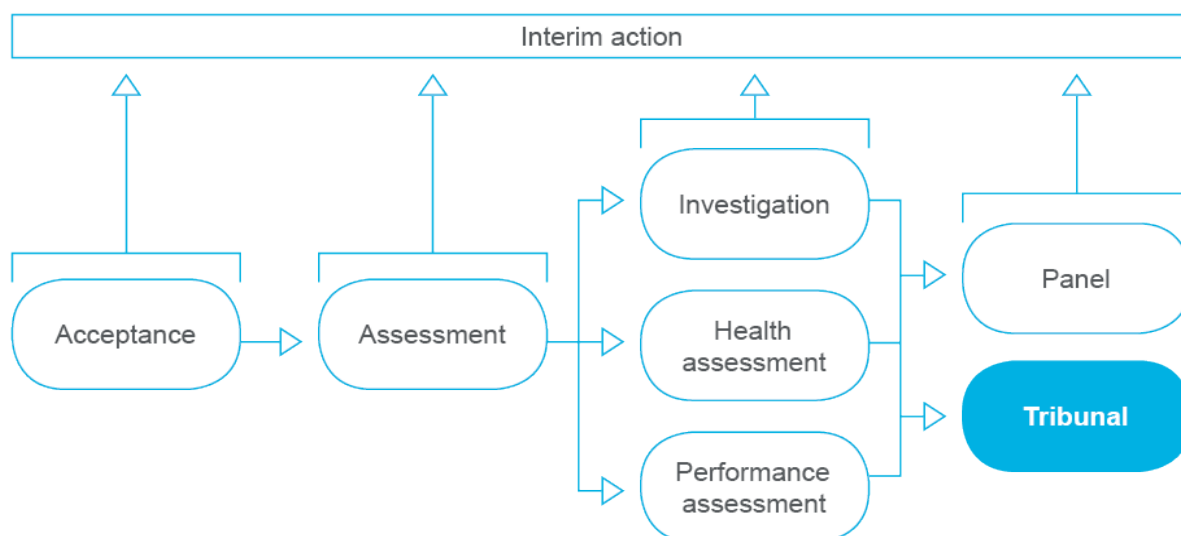 Interim action
Acceptance
Assessment
Investigation
Health
assessment
Performance
assessment
Panel
Tribunal